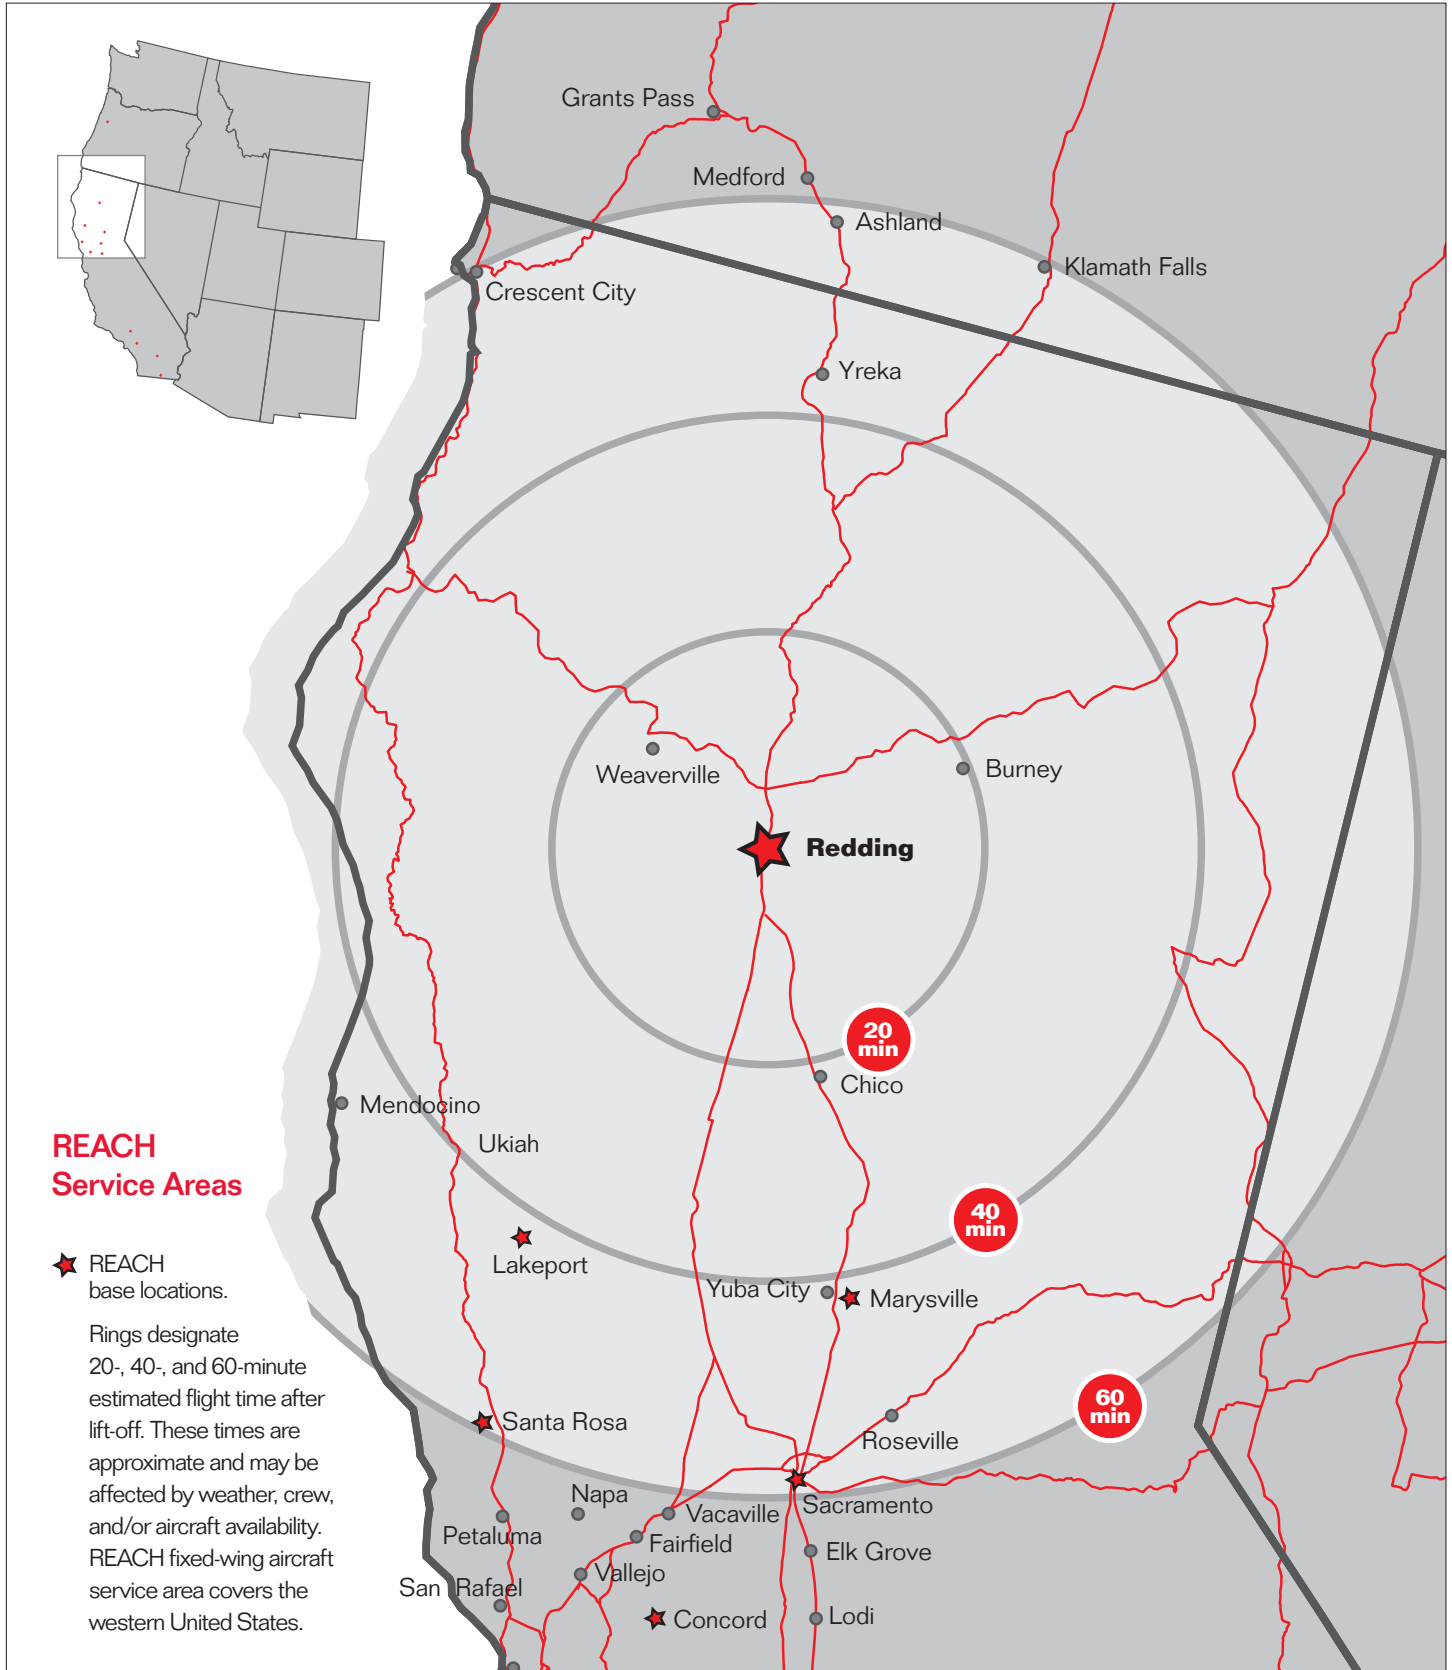 Grants Pass
Medford
Ashland
Klamath Falls
Crescent City
Yreka
Weaverville
Burney
Redding
20
min
Chico
Mendocino
Ukiah
REACH
Service Areas
40
min
Lakeport
REACH
base locations.
Yuba City
Marysville
Rings designate
20-, 40-, and 60-minute
estimated flight time after
lift-off. These times are
approximate and may be
affected by weather, crew,
and/or aircraft availability.
REACH fixed-wing aircraft
service area covers the
western United States.
60
min
Santa Rosa
Roseville
Napa
Sacramento
Vacaville
Petaluma
Fairfield
Elk Grove
Vallejo
San Rafael
Concord
Lodi